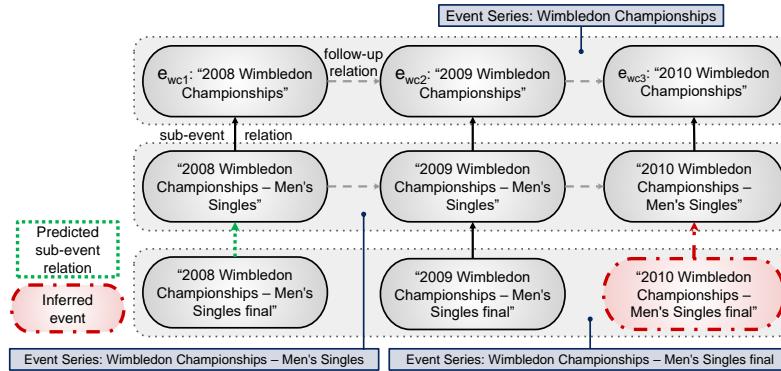 Event Series: Wimbledon Championships
e_wc1: “2008 Wimbledon
Championships”
follow-up
relation
e_wc2: “2009 Wimbledon
Championships”
e_wc3: “2010 Wimbledon
Championships”
sub-event relation
“2008 Wimbledon
Championships – Men's
Singles”
“2009 Wimbledon
Championships – Men's
Singles”
“2010 Wimbledon
Championships –
Men's Singles”
Predicted
sub-event
relation
Inferred
event
“2008 Wimbledon
Championships – Men's
Singles final”
“2009 Wimbledon
Championships – Men's
Singles final”
“2010 Wimbledon
Championships –
Men's Singles final”
Event Series: Wimbledon Championships – Men's Singles
Event Series: Wimbledon Championships – Men's Singles final